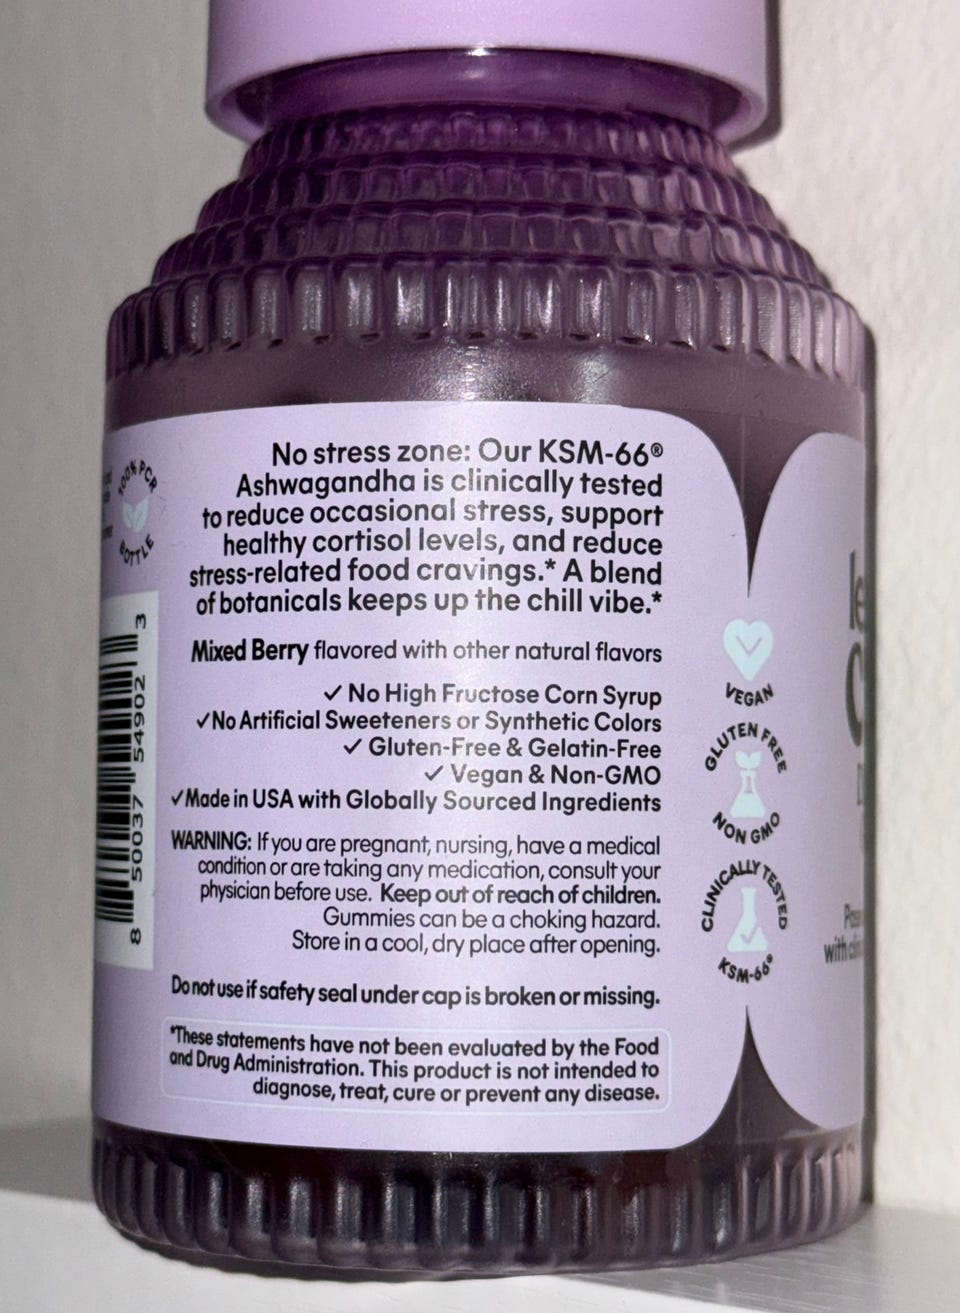 No stress zone: Our KSM-66®
Ashwagandha is clinically tested
to reduce occasional stress, support
healthy cortisol levels, and reduce
stress-related food cravings.* A blend
of botanicals keeps up the chill vibe.*
Mixed Berry flavored with other natural flavors
✓ No High Fructose Corn Syrup
✓No Artificial Sweeteners or Synthetic Colors
✓ Gluten-Free & Gelatin-Free
✓ Vegan & Non-GMO
✓Made in USA with Globally Sourced Ingredients
WARNING: If you are pregnant, nursing, have a medical
condition or are taking any medication, consult your
physician before use. Keep out of reach of children.
Gummies can be a choking hazard.
Store in a cool, dry place after opening.
Do not use if safety seal under cap is broken or missing.
*These statements have not been evaluated by the Food
and Drug Administration. This product is not intended to
diagnose, treat, cure or prevent any disease.
100% PCR
BOTTLE
8 50037 54902 3
VEGAN
GLUTEN FREE
NON GMO
CLINICALLY TESTED
KSM-66®
with